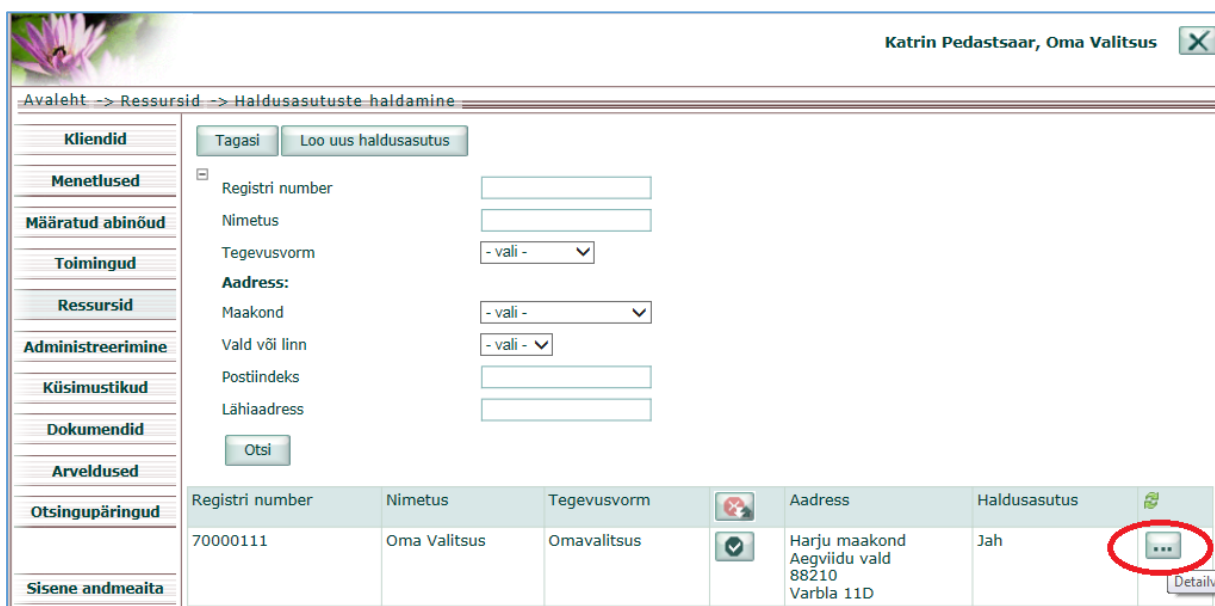 Katrin Pedastsaar, Oma Valitsus
Avaleht -> Ressursid -> Haldusasutuste haldamine
Kliendid
Menetlused
Määratud abinõud
Toimingud
Ressursid
Administreerimine
Küsimustikud
Dokumendid
Arveldused
Otsingupäringud
Sisene andmeaita
Tagasi Loo uus haldusasutus
Registri number
Nimetus
Tegevusvorm - vali -
Aadress:
Maakond - vali -
Vald või linn - vali -
Postiindeks
Lähiaadress
Otsi
Registri number Nimetus Tegevusvorm Aadress Haldusasutus
70000111 Oma Valitsus Omavalitsus Harju maakond Jah ...
Aegviidu vald
88210
Varbla 11D
Detailv